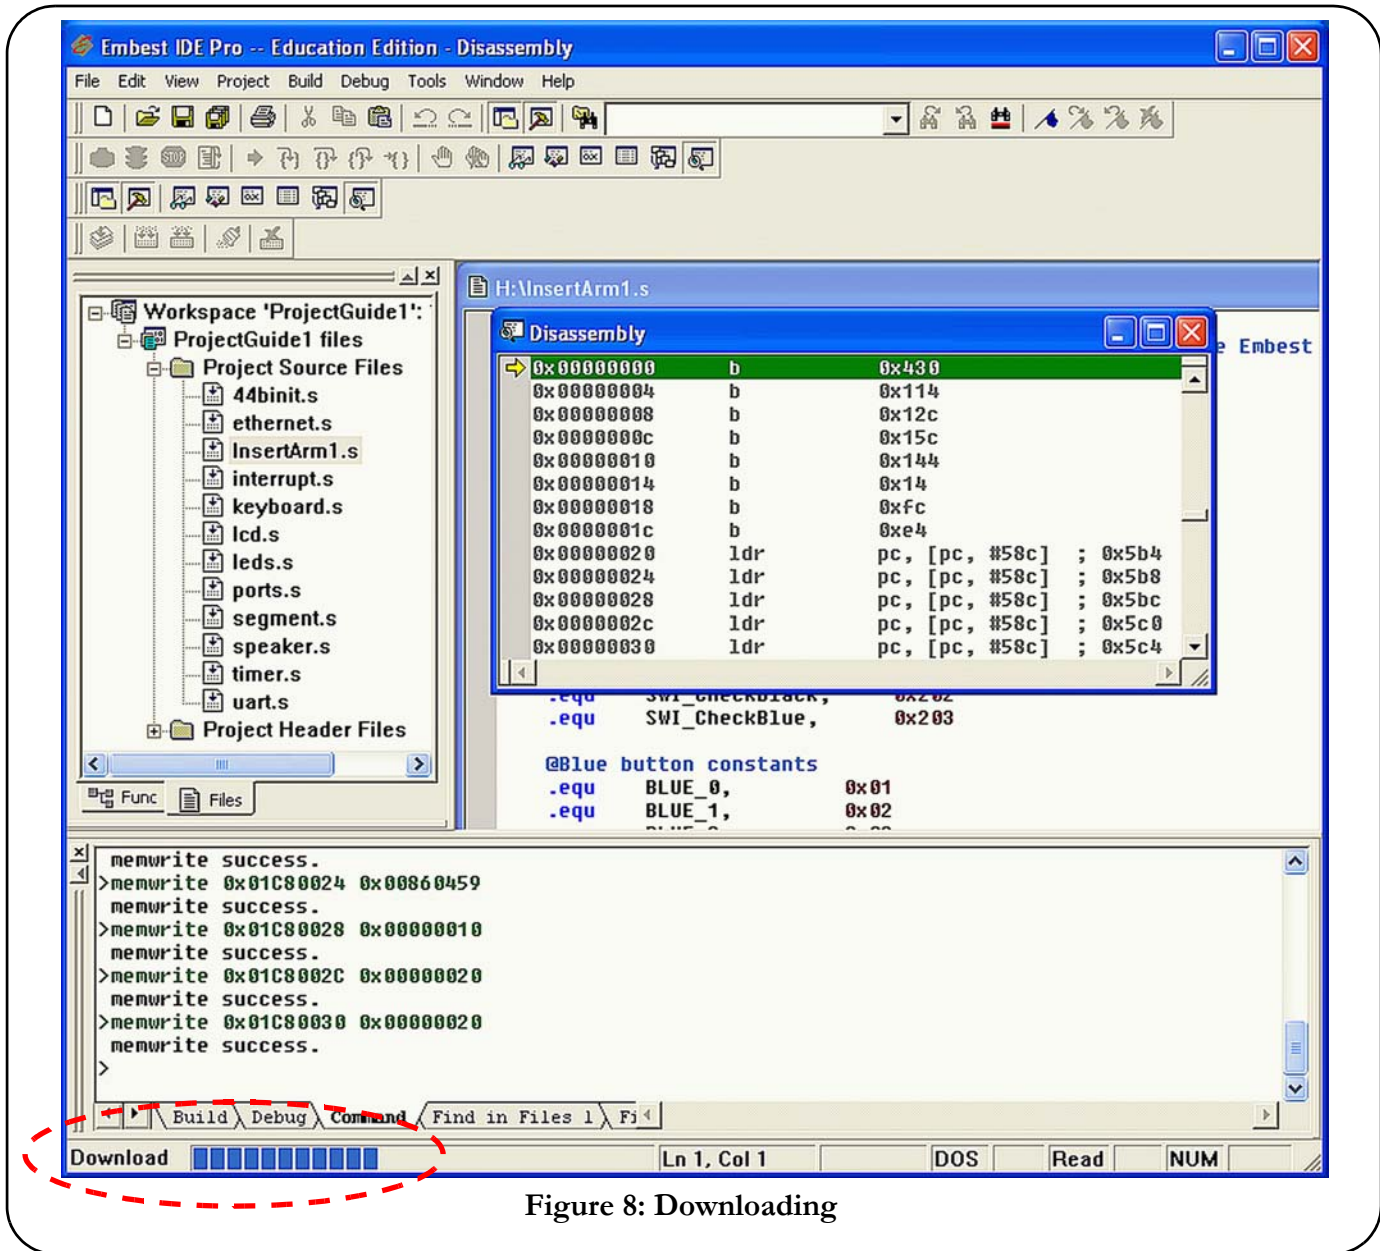 Embest IDE Pro -- Education Edition - Disassembly
File Edit View Project Build Debug Tools Window Help
H:\InsertArm1.s
Workspace 'ProjectGuide1':
ProjectGuide1 files
Project Source Files
44binit.s
ethernet.s
InsertArm1.s
interrupt.s
keyboard.s
lcd.s
leds.s
ports.s
segment.s
speaker.s
timer.s
uart.s
Project Header Files
Func Files
e Embest
Disassembly
0x00000000 b 0x430
0x00000004 b 0x114
0x00000008 b 0x12c
0x0000000c b 0x15c
0x00000010 b 0x144
0x00000014 b 0x14
0x00000018 b 0xfc
0x0000001c b 0xe4
0x00000020 ldr pc, [pc, #58c] ; 0x5b4
0x00000024 ldr pc, [pc, #58c] ; 0x5b8
0x00000028 ldr pc, [pc, #58c] ; 0x5bc
0x0000002c ldr pc, [pc, #58c] ; 0x5c0
0x00000030 ldr pc, [pc, #58c] ; 0x5c4
.equ SWI_CheckBlack, 0x202
.equ SWI_CheckBlue, 0x203
@Blue button constants
.equ BLUE_0, 0x01
.equ BLUE_1, 0x02
memwrite success.
>memwrite 0x01C80024 0x00860459
memwrite success.
>memwrite 0x01C80028 0x00000010
memwrite success.
>memwrite 0x01C8002C 0x00000020
memwrite success.
>memwrite 0x01C80030 0x00000020
memwrite success.
>
Build Debug Command Find in Files 1 Fi
Download Ln 1, Col 1 DOS Read NUM
Figure 8: Downloading